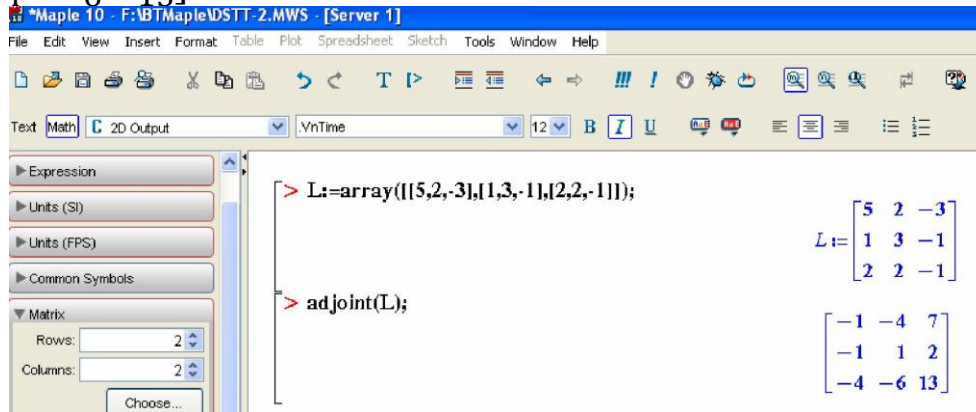 *Maple 10 - F:\BTMaple\DSTT-2.MWS - [Server 1]
File Edit View Insert Format Table Plot Spreadsheet Sketch Tools Window Help
Text Math C 2D Output .VnTime 12 B I U
Expression
Units (SI)
Units (FPS)
Common Symbols
Matrix
Rows: 2
Columns: 2
Choose...
> L:=array([[5,2,-3],[1,3,-1],[2,2,-1]]);
L := [5 2 -3]
[1 3 -1]
[2 2 -1]
> adjoint(L);
[-1 -4 7]
[-1 1 2]
[-4 -6 13]